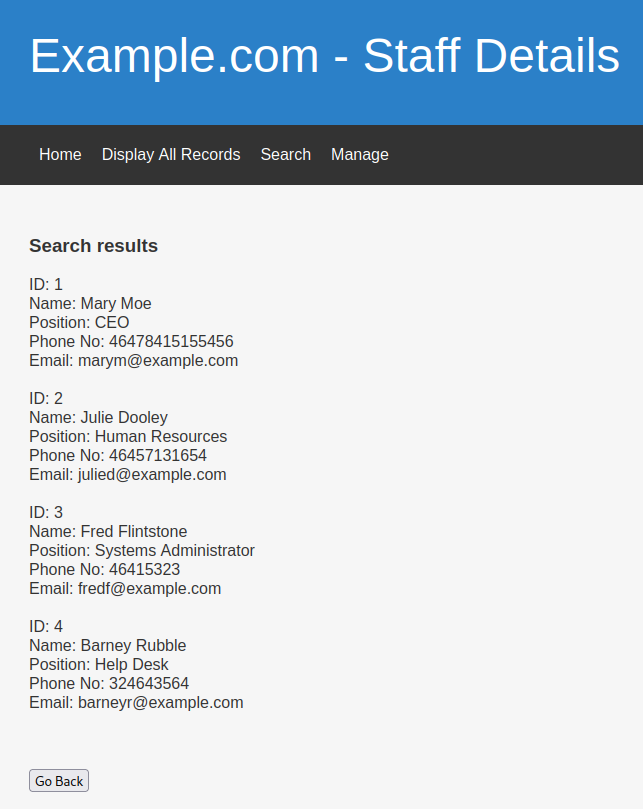 Example.com - Staff Details
Home Display All Records Search Manage
Search results
ID: 1
Name: Mary Moe
Position: CEO
Phone No: 46478415155456
Email: marym@example.com
ID: 2
Name: Julie Dooley
Position: Human Resources
Phone No: 46457131654
Email: julied@example.com
ID: 3
Name: Fred Flintstone
Position: Systems Administrator
Phone No: 46415323
Email: fredf@example.com
ID: 4
Name: Barney Rubble
Position: Help Desk
Phone No: 324643564
Email: barneyr@example.com
Go Back